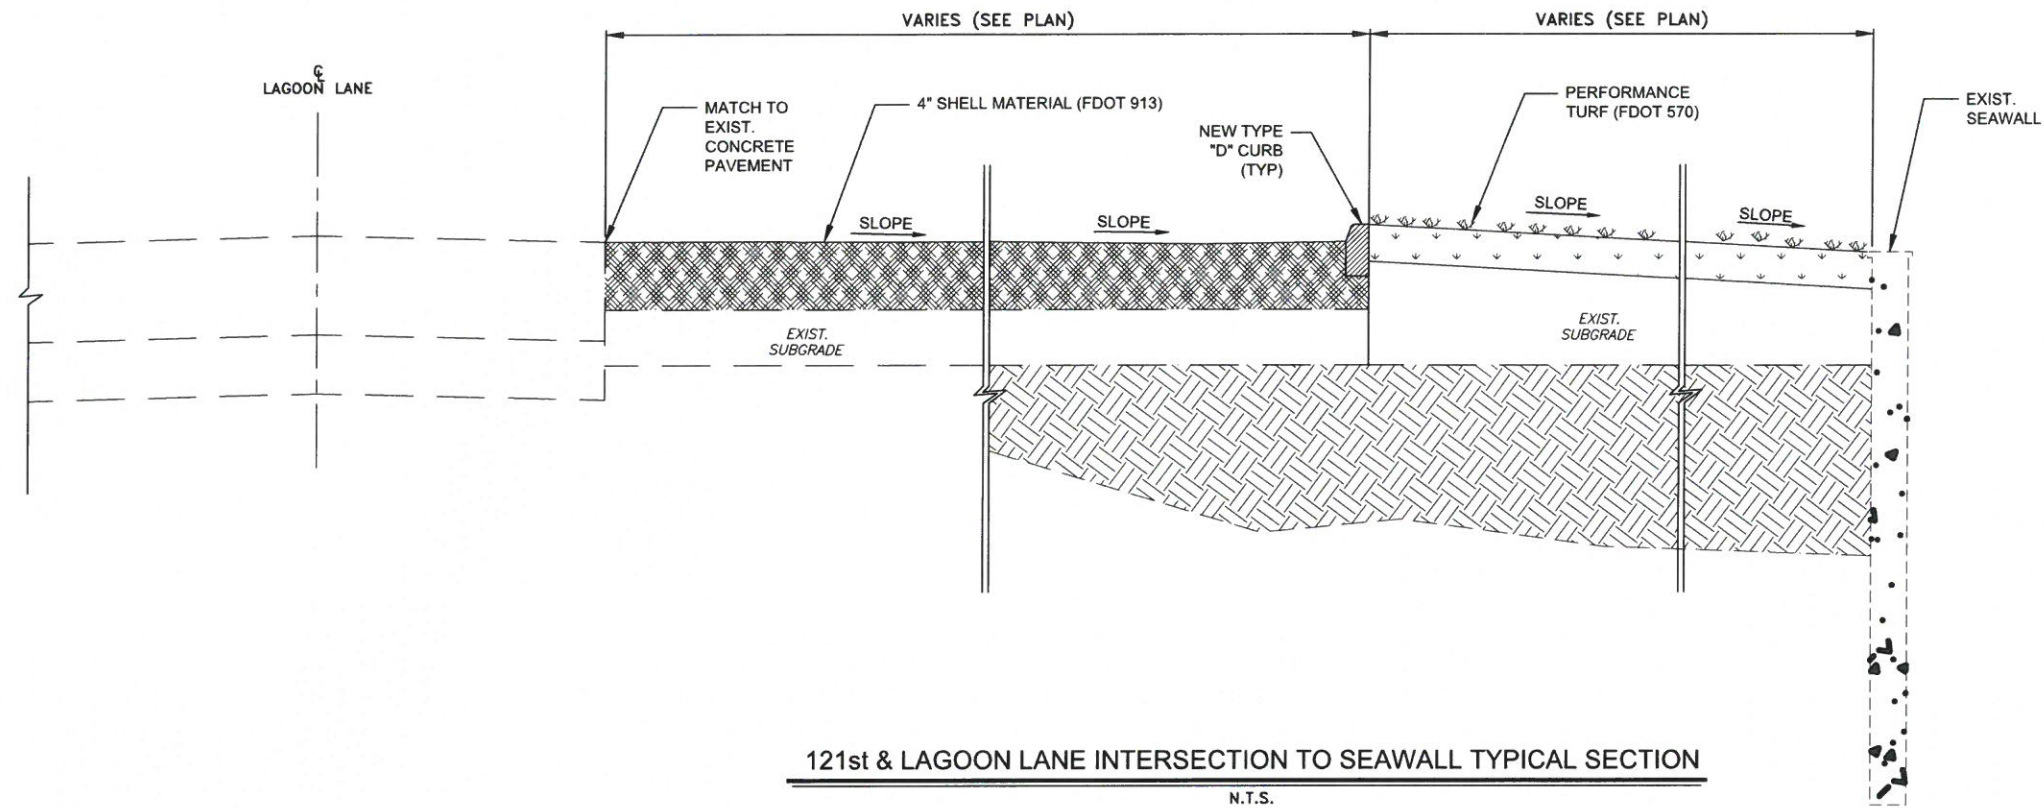 VARIES (SEE PLAN)
VARIES (SEE PLAN)
℄
LAGOON LANE
MATCH TO
EXIST.
CONCRETE
PAVEMENT
4" SHELL MATERIAL (FDOT 913)
NEW TYPE
"D" CURB
(TYP)
PERFORMANCE
TURF (FDOT 570)
EXIST.
SEAWALL
SLOPE
SLOPE
SLOPE
SLOPE
EXIST.
SUBGRADE
EXIST.
SUBGRADE
121st & LAGOON LANE INTERSECTION TO SEAWALL TYPICAL SECTION
N.T.S.